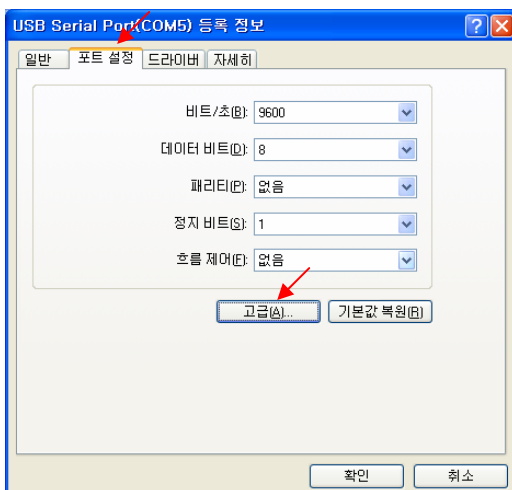 USB Serial Port(COM5) 등록 정보
일반 포트 설정 드라이버 자세히
비트/초(B): 9600
데이터 비트(D): 8
패리티(P): 없음
정지 비트(S): 1
흐름 제어(F): 없음
고급(A)... 기본값 복원(R)
확인 취소